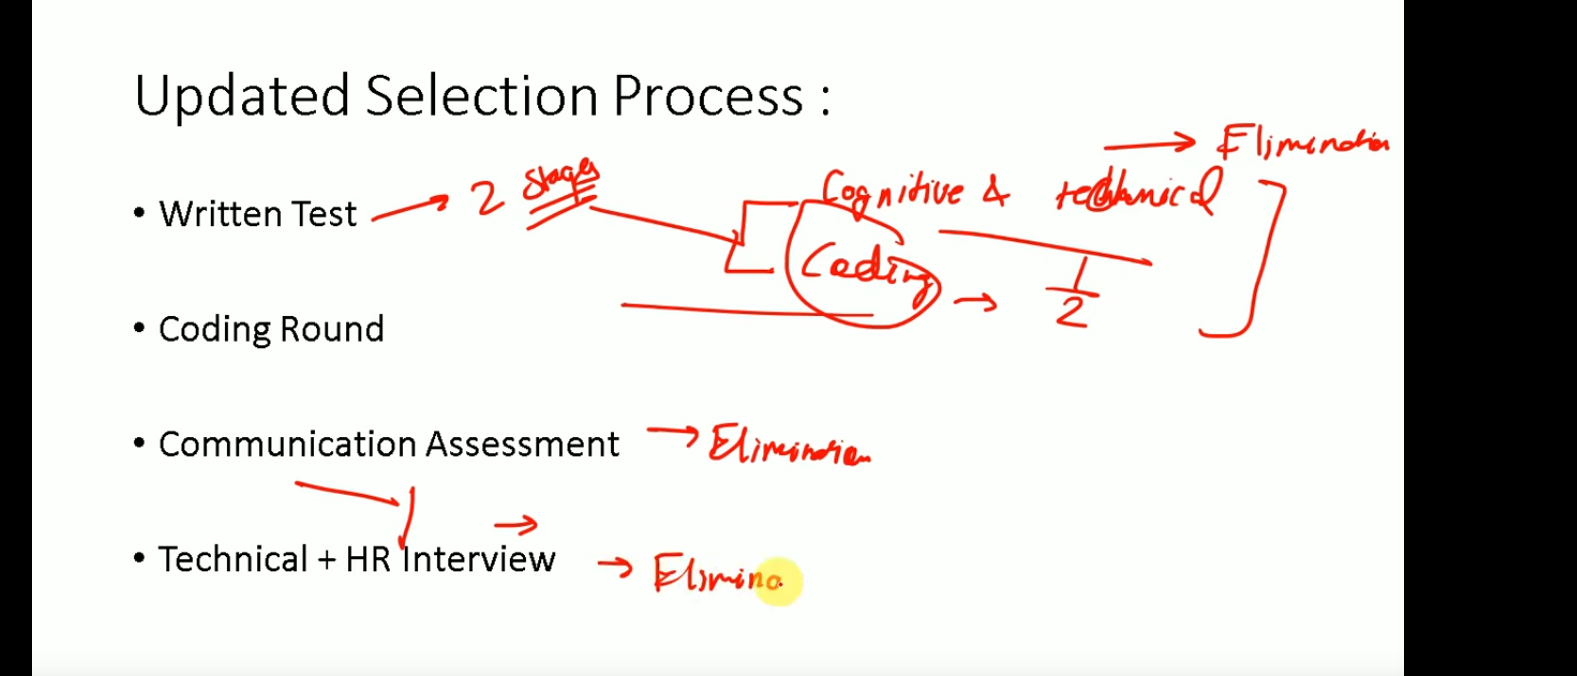 Updated Selection Process :
→ Elimination
• Written Test → 2 Stages
Cognitive & technical
Coding → 1/2
• Coding Round
• Communication Assessment → Elimination
• Technical + HR Interview → Elimina